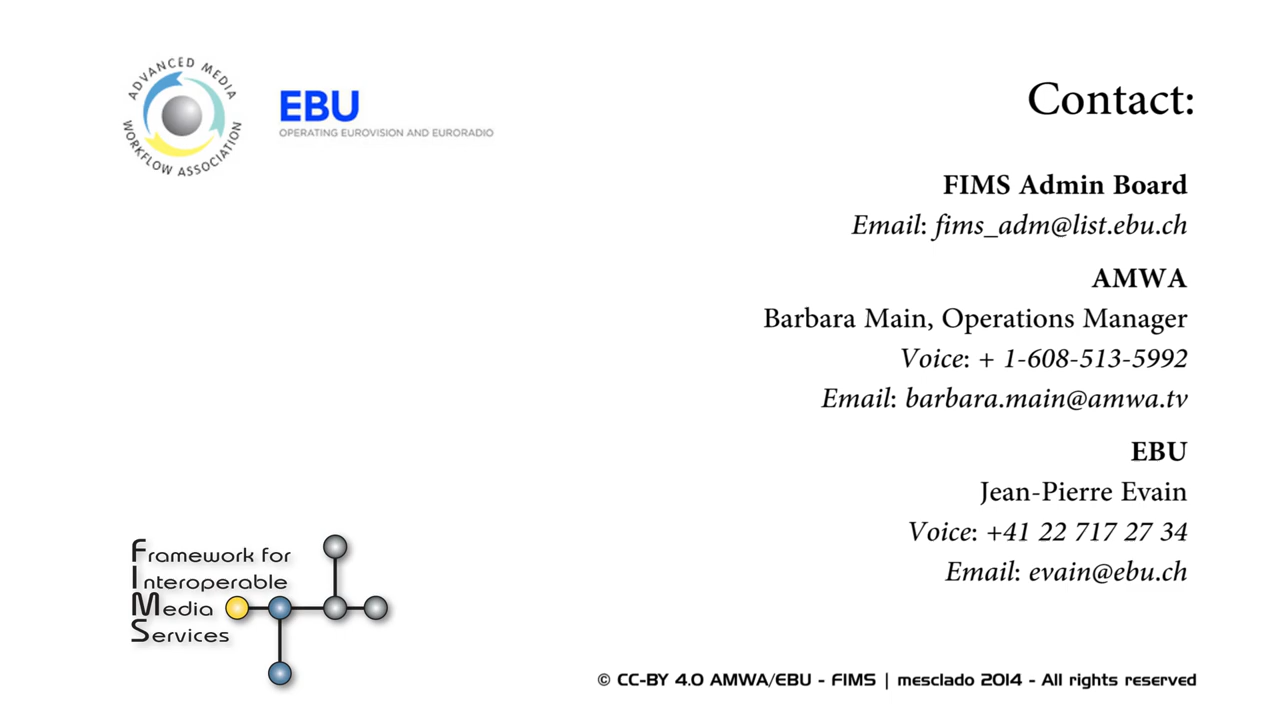 ADVANCED MEDIA
WORKFLOW ASSOCIATION
EBU
OPERATING EUROVISION AND EURORADIO
Contact:
FIMS Admin Board
Email: fims_adm@list.ebu.ch
AMWA
Barbara Main, Operations Manager
Voice: + 1-608-513-5992
Email: barbara.main@amwa.tv
EBU
Jean-Pierre Evain
Voice: +41 22 717 27 34
Email: evain@ebu.ch
Framework for
Interoperable
Media
Services
© CC-BY 4.0 AMWA/EBU - FIMS | mesclado 2014 - All rights reserved